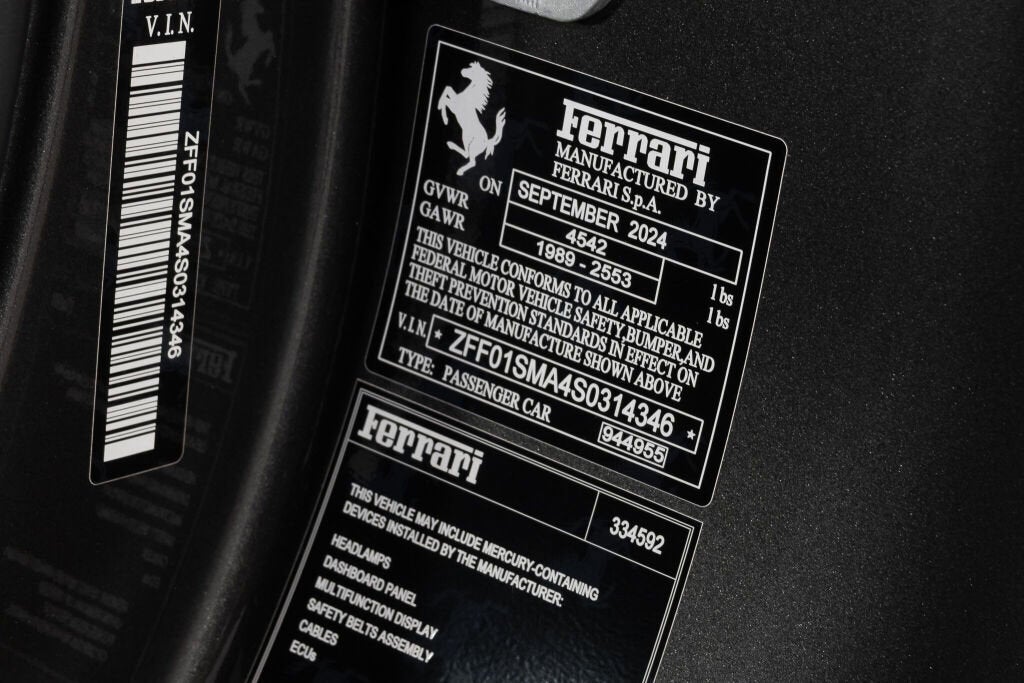 V.I.N.
ZFF01SMA4S0314346
Ferrari
MANUFACTURED BY
FERRARI S.p.A.
ON SEPTEMBER 2024
GVWR 4542 lbs
GAWR 1989 - 2553 lbs
THIS VEHICLE CONFORMS TO ALL APPLICABLE
FEDERAL MOTOR VEHICLE SAFETY,BUMPER,AND
THEFT PREVENTION STANDARDS IN EFFECT ON
THE DATE OF MANUFACTURE SHOWN ABOVE
V.I.N. * ZFF01SMA4S0314346 *
TYPE: PASSENGER CAR 944955
Ferrari
334592
THIS VEHICLE MAY INCLUDE MERCURY-CONTAINING
DEVICES INSTALLED BY THE MANUFACTURER:
HEADLAMPS
DASHBOARD PANEL
MULTIFUNCTION DISPLAY
SAFETY BELTS ASSEMBLY
CABLES
ECUs